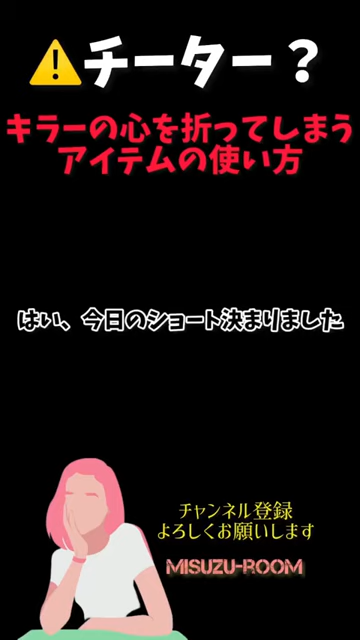 ⚠️チーター？
キラーの心を折ってしまう
アイテムの使い方
はい、今日のショート決まりました
チャンネル登録
よろしくお願いします
MISUZU-ROOM